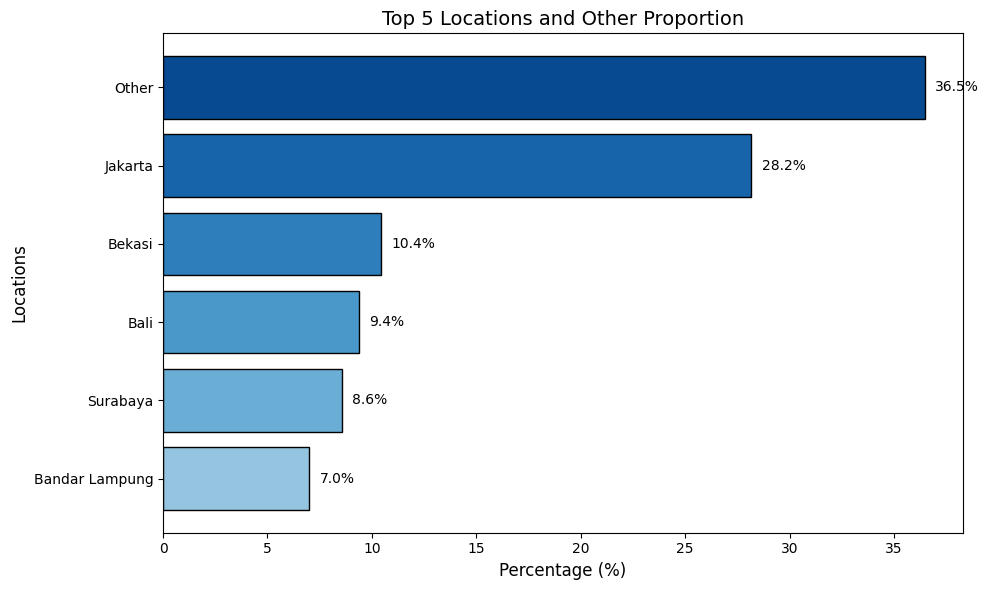 Top 5 Locations and Other Proportion
Locations
Other
36.5%
Jakarta
28.2%
Bekasi
10.4%
Bali
9.4%
Surabaya
8.6%
Bandar Lampung
7.0%
0 5 10 15 20 25 30 35
Percentage (%)